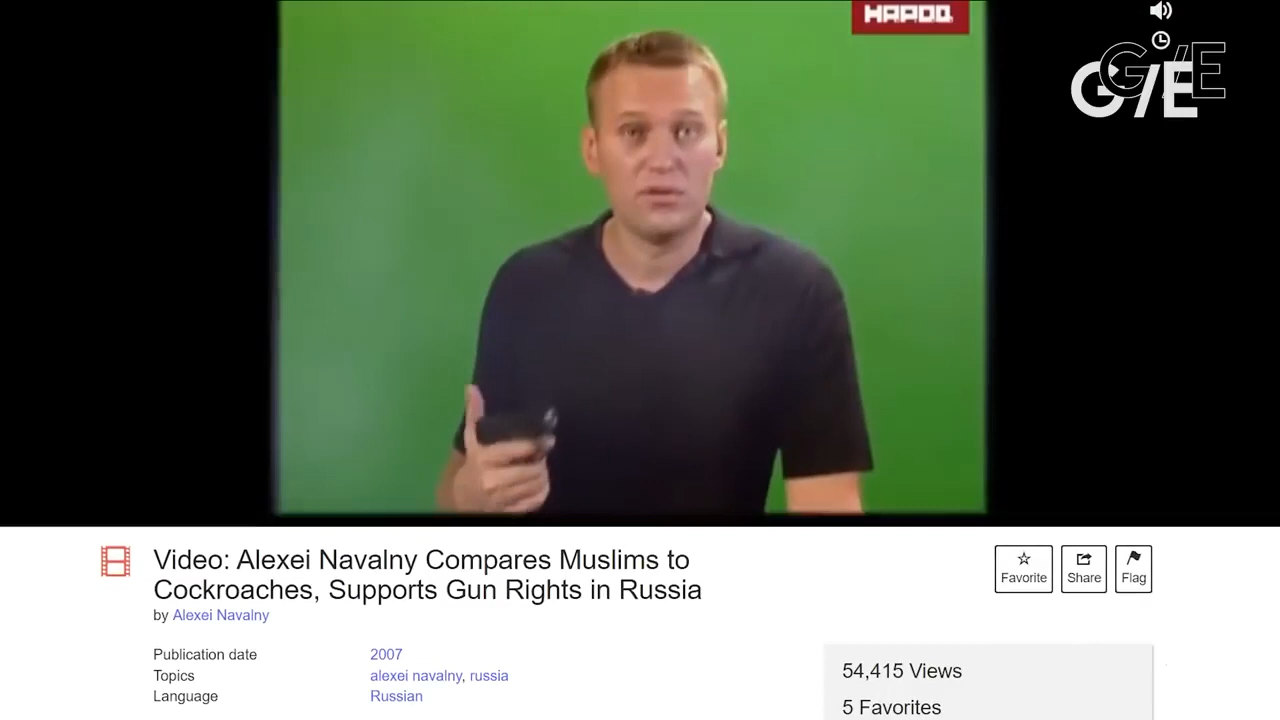 НАРОД
G/E
G/E
Video: Alexei Navalny Compares Muslims to
Cockroaches, Supports Gun Rights in Russia
by Alexei Navalny
Favorite
Share
Flag
Publication date 2007
Topics alexei navalny, russia
Language Russian
54,415 Views
5 Favorites